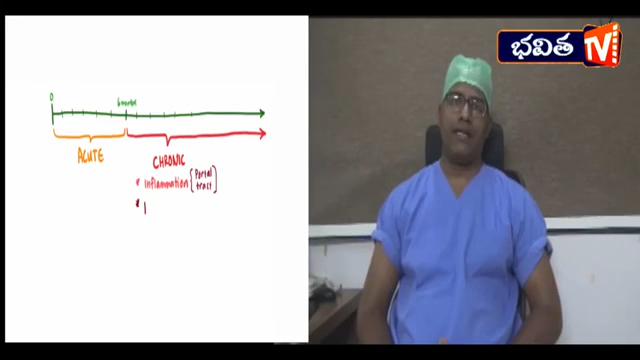 భవిత
TV
0
6 months
ACUTE
CHRONIC
* Inflammation [Portal
tract]
*